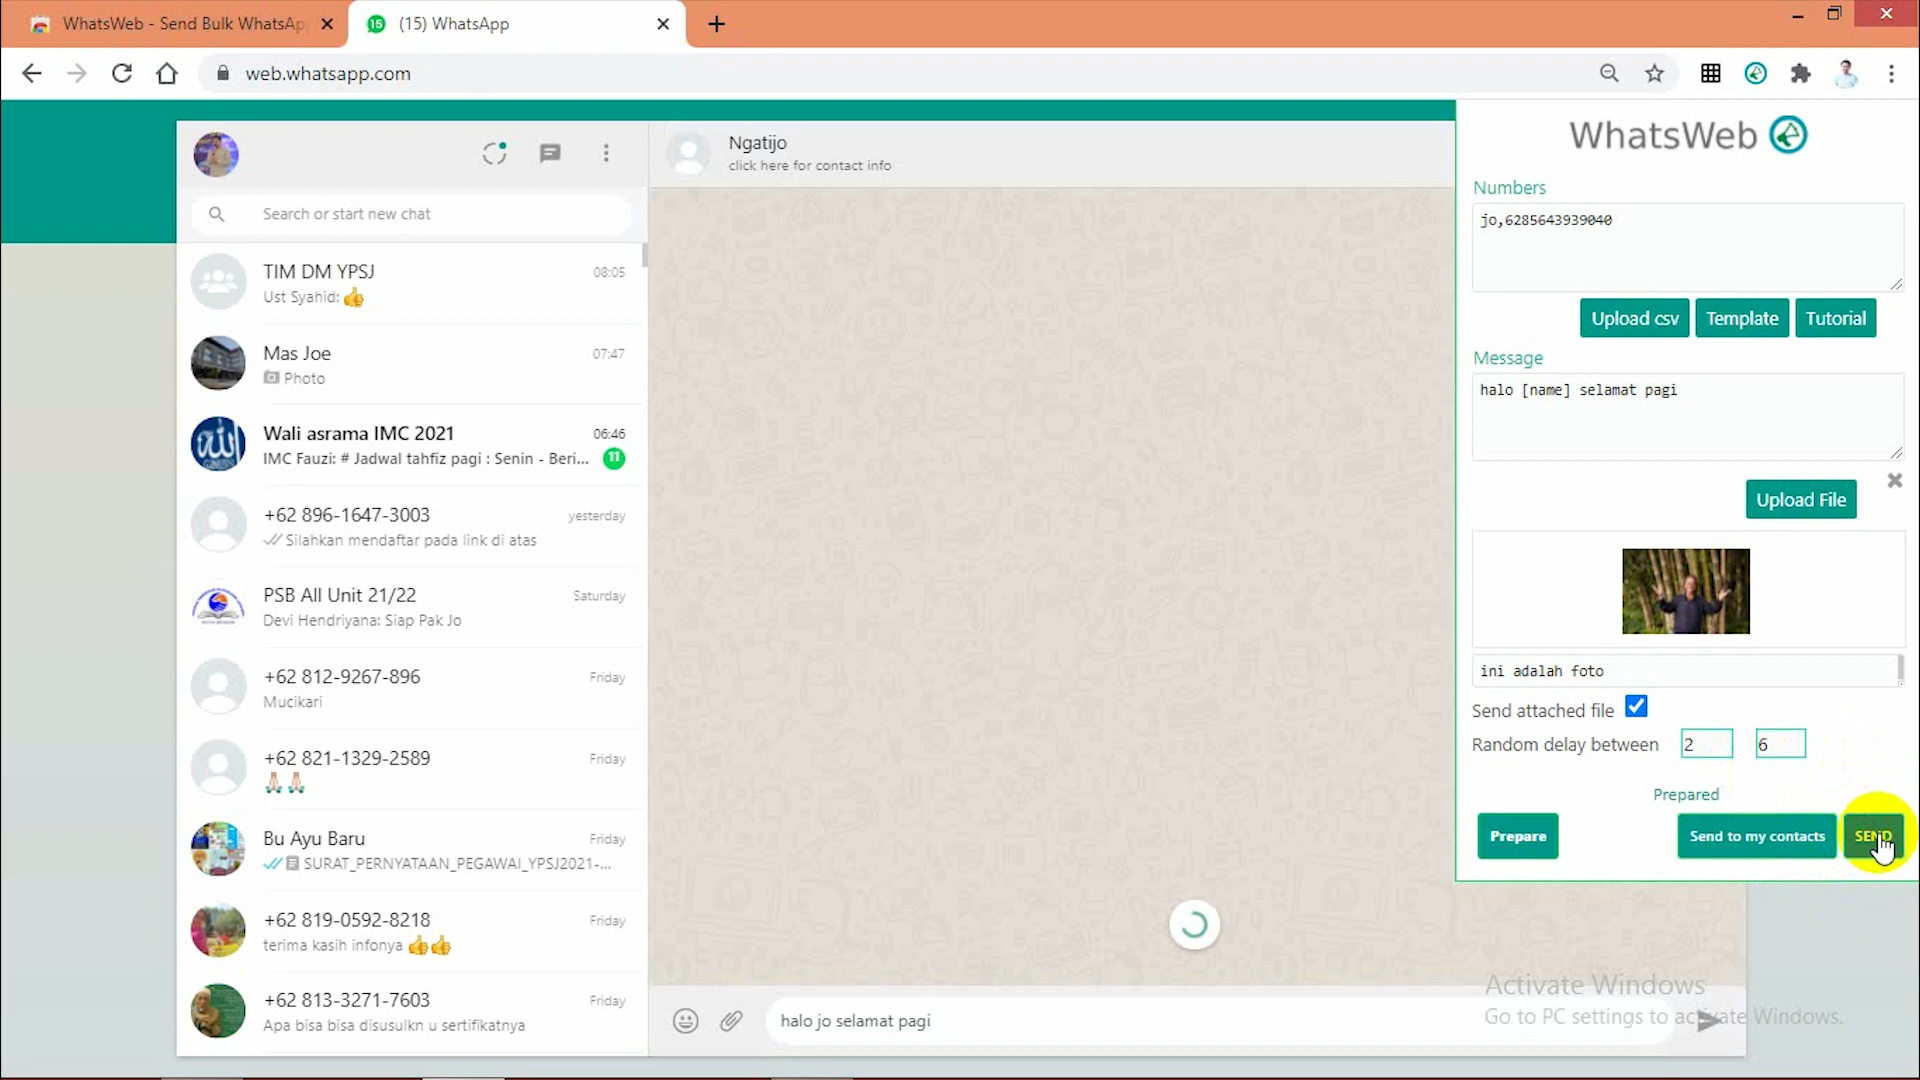 WhatsWeb - Send Bulk WhatsAp
15
(15) WhatsApp
web.whatsapp.com
Search or start new chat
TIM DM YPSJ
08:05
Ust Syahid: 👍
Mas Joe
07:47
Photo
Wali asrama IMC 2021
06:46
IMC Fauzi: # Jadwal tahfiz pagi : Senin - Beri...
11
+62 896-1647-3003
yesterday
Silahkan mendaftar pada link di atas
PSB All Unit 21/22
Saturday
Devi Hendriyana: Siap Pak Jo
+62 812-9267-896
Friday
Mucikari
+62 821-1329-2589
Friday
🙏🙏
Bu Ayu Baru
Friday
SURAT_PERNYATAAN_PEGAWAI_YPSJ2021-...
+62 819-0592-8218
Friday
terima kasih infonya 👍👍
+62 813-3271-7603
Friday
Apa bisa bisa disusulkn u sertifikatnya
Ngatijo
click here for contact info
halo jo selamat pagi
WhatsWeb
Numbers
jo,6285643939040
Upload csv
Template
Tutorial
Message
halo [name] selamat pagi
Upload File
ini adalah foto
Send attached file
Random delay between
2
6
Prepared
Prepare
Send to my contacts
SEND
Activate Windows
Go to PC settings to activate Windows.